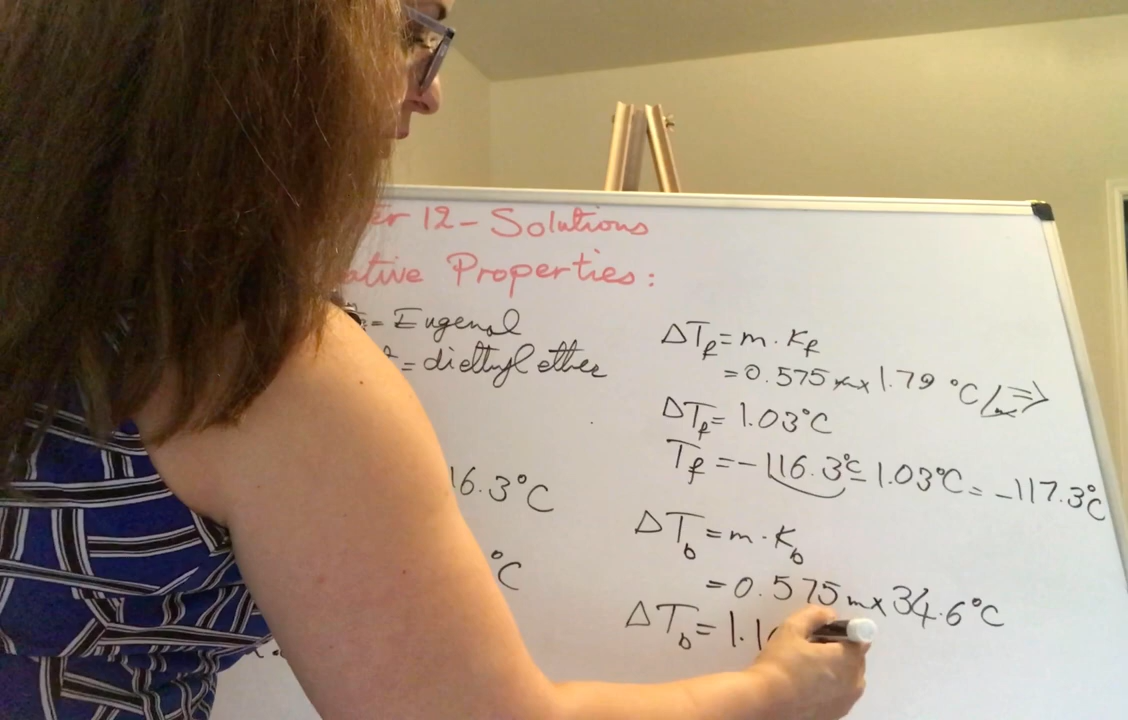 er 12 - Solutions
ative Properties:
= Eugenol
= diethyl ether
16.3°C
°C
ΔTf = m · Kf
= 0.575 m x 1.79 °C/m ⇒
ΔTf = 1.03°C
Tf = -116.3°C - 1.03°C = -117.3°C
ΔTb = m · Kb
= 0.575 m x 34.6°C
ΔTb = 1.1